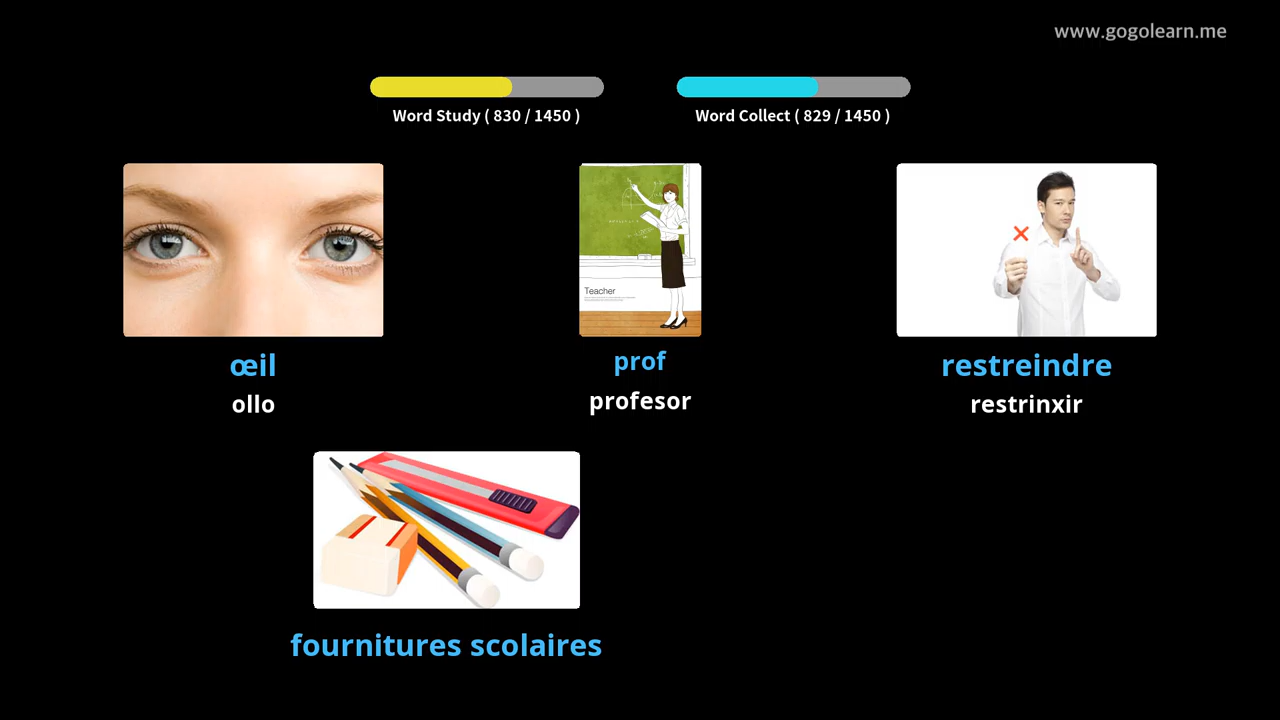 www.gogolearn.me
Word Study ( 830 / 1450 )
Word Collect ( 829 / 1450 )
Teacher
œil
prof
restreindre
ollo
profesor
restrinxir
fournitures scolaires